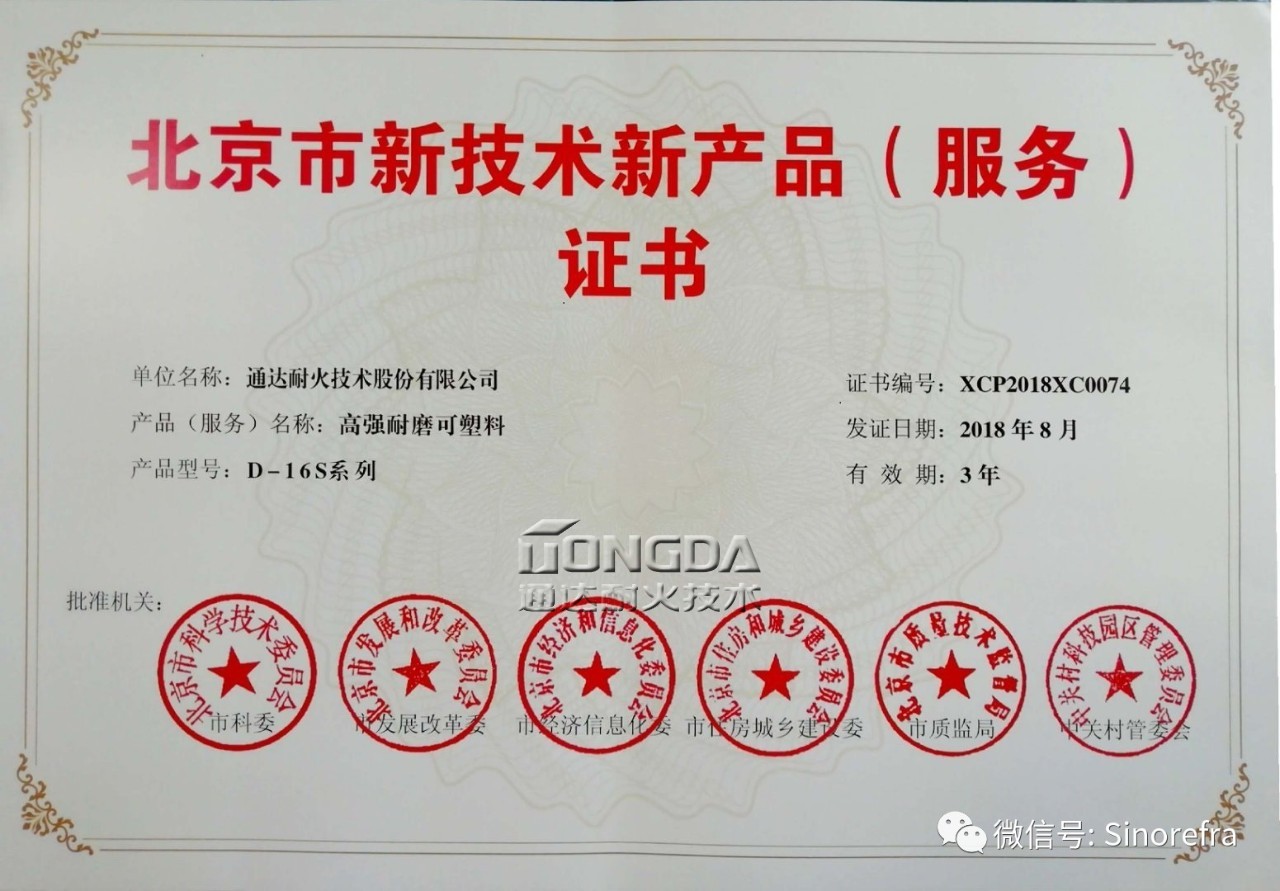 北京市新技术新产品（服务）
证书
单位名称：通达耐火技术股份有限公司
产品（服务）名称：高强耐磨可塑料
产品型号：D-16S系列
证书编号：XCP2018XC0074
发证日期：2018年8月
有 效 期：3年
TONGDA
通达耐火技术
批准机关：
北京市科学技术委员会
北京市发展和改革委员会
北京市经济和信息化委员会
北京市住房和城乡建设委员会
北京市质量技术监督局
中关村科技园区管理委员会
市科委
市发展改革委
市经济信息化委
市住房城乡建设委
市质监局
中关村管委会
微信号: Sinorefra